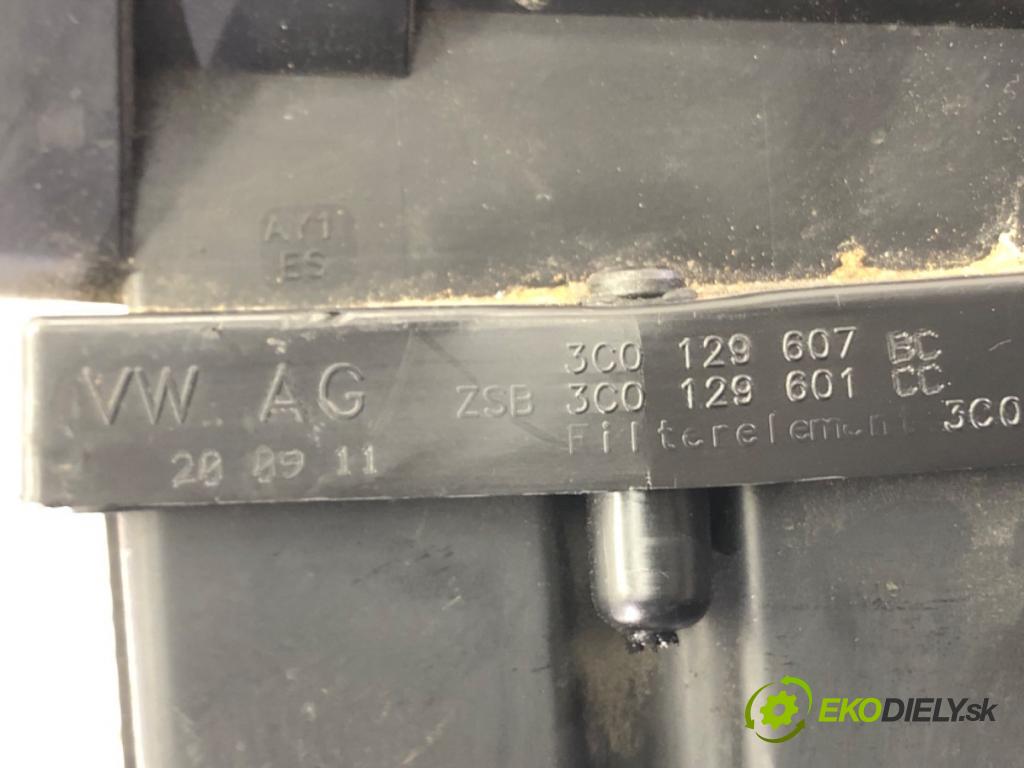 AY1
ES
VW AG
20 09 11
3C0 129 607 BC
ZSB 3C0 129 601 CC
Filterelement 3C0
EKODIELY.sk